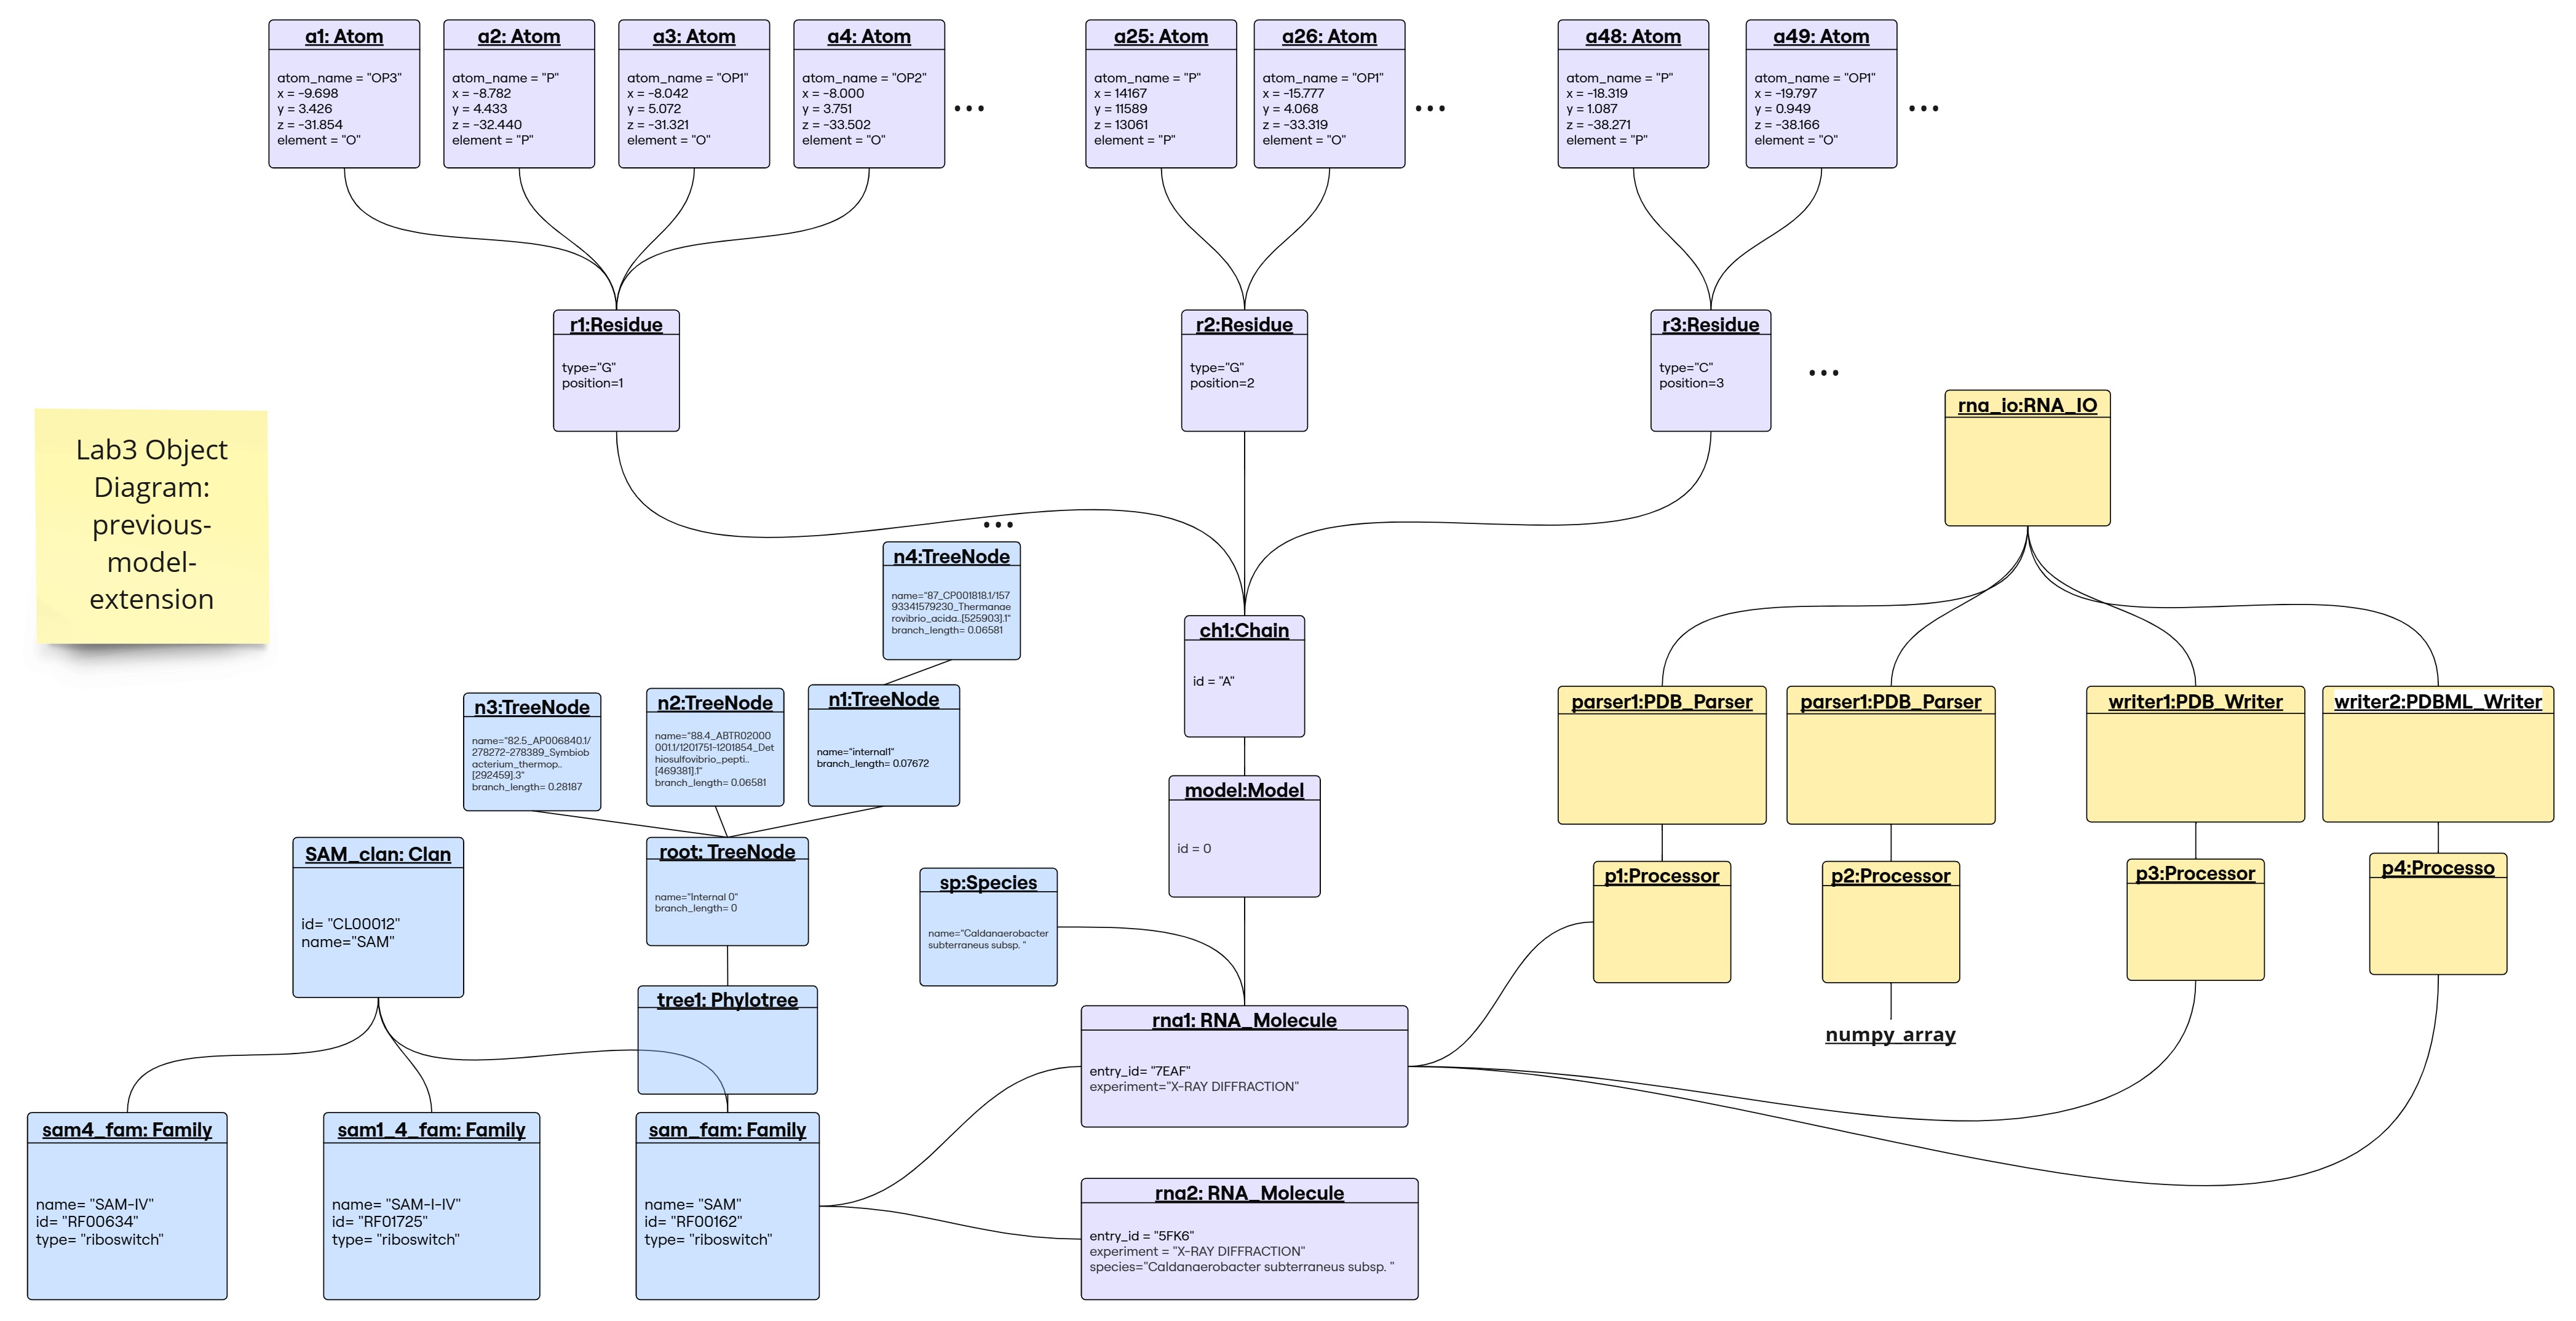 a1: Atom
atom_name = "OP3"
x = -9.698
y = 3.426
z = -31.854
element = "O"
a2: Atom
atom_name = "P"
x = -8.782
y = 4.433
z = -32.440
element = "P"
a3: Atom
atom_name = "OP1"
x = -8.042
y = 5.072
z = -31.321
element = "O"
a4: Atom
atom_name = "OP2"
x = -8.000
y = 3.751
z = -33.502
element = "O"
...
a25: Atom
atom_name = "P"
x = 14167
y = 11589
z = 13061
element = "P"
a26: Atom
atom_name = "OP1"
x = -15.777
y = 4.068
z = -33.319
element = "O"
...
a48: Atom
atom_name = "P"
x = -18.319
y = 1.087
z = -38.271
element = "P"
a49: Atom
atom_name = "OP1"
x = -19.797
y = 0.949
z = -38.166
element = "O"
...
r1:Residue
type="G"
position=1
r2:Residue
type="G"
position=2
r3:Residue
type="C"
position=3
...
rna_io:RNA_IO
Lab3 Object
Diagram:
previous-
model-
extension
...
n4:TreeNode
name="87_CP001818.1/157
93341579230_Thermanae
rovibrio_acida..[525903].1"
branch_length= 0.06581
ch1:Chain
id = "A"
n3:TreeNode
name="82.5_AP006840.1/
278272-278389_Symbiob
acterium_thermop..
[292459].3"
branch_length= 0.28187
n2:TreeNode
name="88.4_ABTR02000
001.1/1201751-1201854_Det
hiosulfovibrio_pepti..
[469381].1"
branch_length= 0.06581
n1:TreeNode
name="internal1"
branch_length= 0.07672
parser1:PDB_Parser
parser1:PDB_Parser
writer1:PDB_Writer
writer2:PDBML_Writer
model:Model
id = 0
SAM_clan: Clan
id= "CL00012"
name="SAM"
root: TreeNode
name="Internal 0"
branch_length= 0
sp:Species
name="Caldanaerobacter
subterraneus subsp. "
p1:Processor
p2:Processor
p3:Processor
p4:Processo
numpy_array
tree1: Phylotree
rna1: RNA_Molecule
entry_id= "7EAF"
experiment="X-RAY DIFFRACTION"
sam4_fam: Family
name= "SAM-IV"
id= "RF00634"
type= "riboswitch"
sam1_4_fam: Family
name= "SAM-I-IV"
id= "RF01725"
type= "riboswitch"
sam_fam: Family
name= "SAM"
id= "RF00162"
type= "riboswitch"
rna2: RNA_Molecule
entry_id = "5FK6"
experiment = "X-RAY DIFFRACTION"
species="Caldanaerobacter subterraneus subsp. "